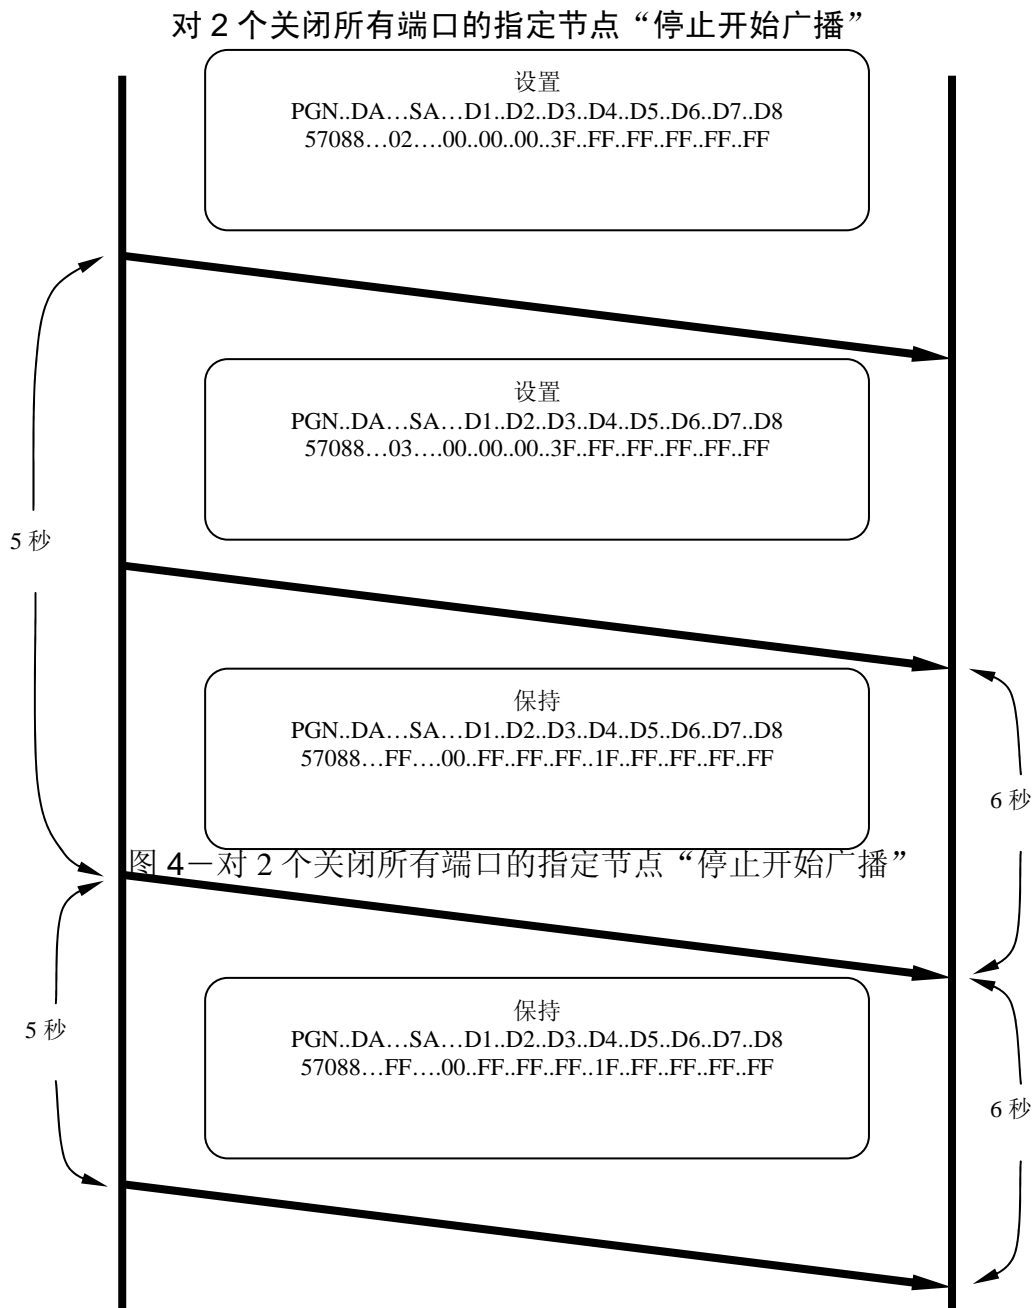 对 2 个关闭所有端口的指定节点“停止开始广播”
设置
PGN..DA…SA…D1..D2..D3..D4..D5..D6..D7..D8
57088…02….00..00..00..3F..FF..FF..FF..FF..FF
设置
PGN..DA…SA…D1..D2..D3..D4..D5..D6..D7..D8
57088…03….00..00..00..3F..FF..FF..FF..FF..FF
5 秒
保持
PGN..DA…SA…D1..D2..D3..D4..D5..D6..D7..D8
57088…FF….00..FF..FF..FF..1F..FF..FF..FF..FF
6 秒
图 4－对 2 个关闭所有端口的指定节点“停止开始广播”
保持
PGN..DA…SA…D1..D2..D3..D4..D5..D6..D7..D8
57088…FF….00..FF..FF..FF..1F..FF..FF..FF..FF
5 秒
6 秒